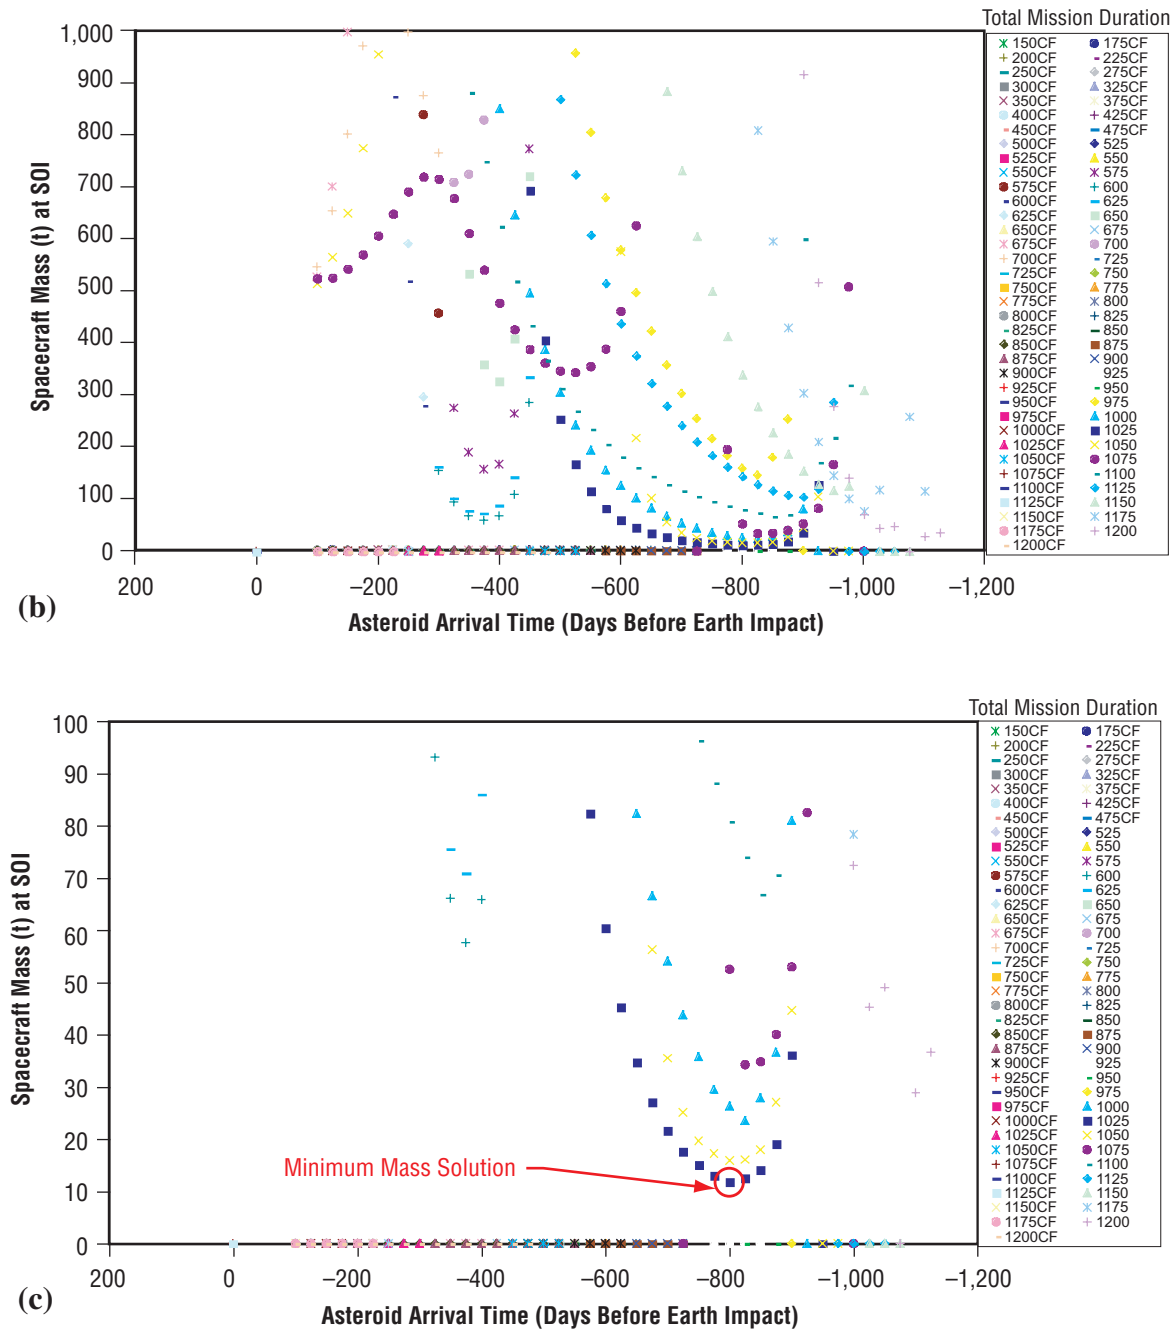 Total Mission Duration
150CF 175CF
200CF 225CF
250CF 275CF
300CF 325CF
350CF 375CF
400CF 425CF
450CF 475CF
500CF 525
525CF 550
550CF 575
575CF 600
600CF 625
625CF 650
650CF 675
675CF 700
700CF 725
725CF 750
750CF 775
775CF 800
800CF 825
825CF 850
850CF 875
875CF 900
900CF 925
925CF 950
950CF 975
975CF 1000
1000CF 1025
1025CF 1050
1050CF 1075
1075CF 1100
1100CF 1125
1125CF 1150
1150CF 1175
1175CF 1200
1200CF
1,000
900
800
700
600
500
400
300
200
100
0
Spacecraft Mass (t) at SOI
200 0 –200 –400 –600 –800 –1,000 –1,200
Asteroid Arrival Time (Days Before Earth Impact)
(b)
Total Mission Duration
150CF 175CF
200CF 225CF
250CF 275CF
300CF 325CF
350CF 375CF
400CF 425CF
450CF 475CF
500CF 525
525CF 550
550CF 575
575CF 600
600CF 625
625CF 650
650CF 675
675CF 700
700CF 725
725CF 750
750CF 775
775CF 800
800CF 825
825CF 850
850CF 875
875CF 900
900CF 925
925CF 950
950CF 975
975CF 1000
1000CF 1025
1025CF 1050
1050CF 1075
1075CF 1100
1100CF 1125
1125CF 1150
1150CF 1175
1175CF 1200
1200CF
100
90
80
70
60
50
40
30
20
10
0
Spacecraft Mass (t) at SOI
Minimum Mass Solution
200 0 –200 –400 –600 –800 –1,000 –1,200
Asteroid Arrival Time (Days Before Earth Impact)
(c)